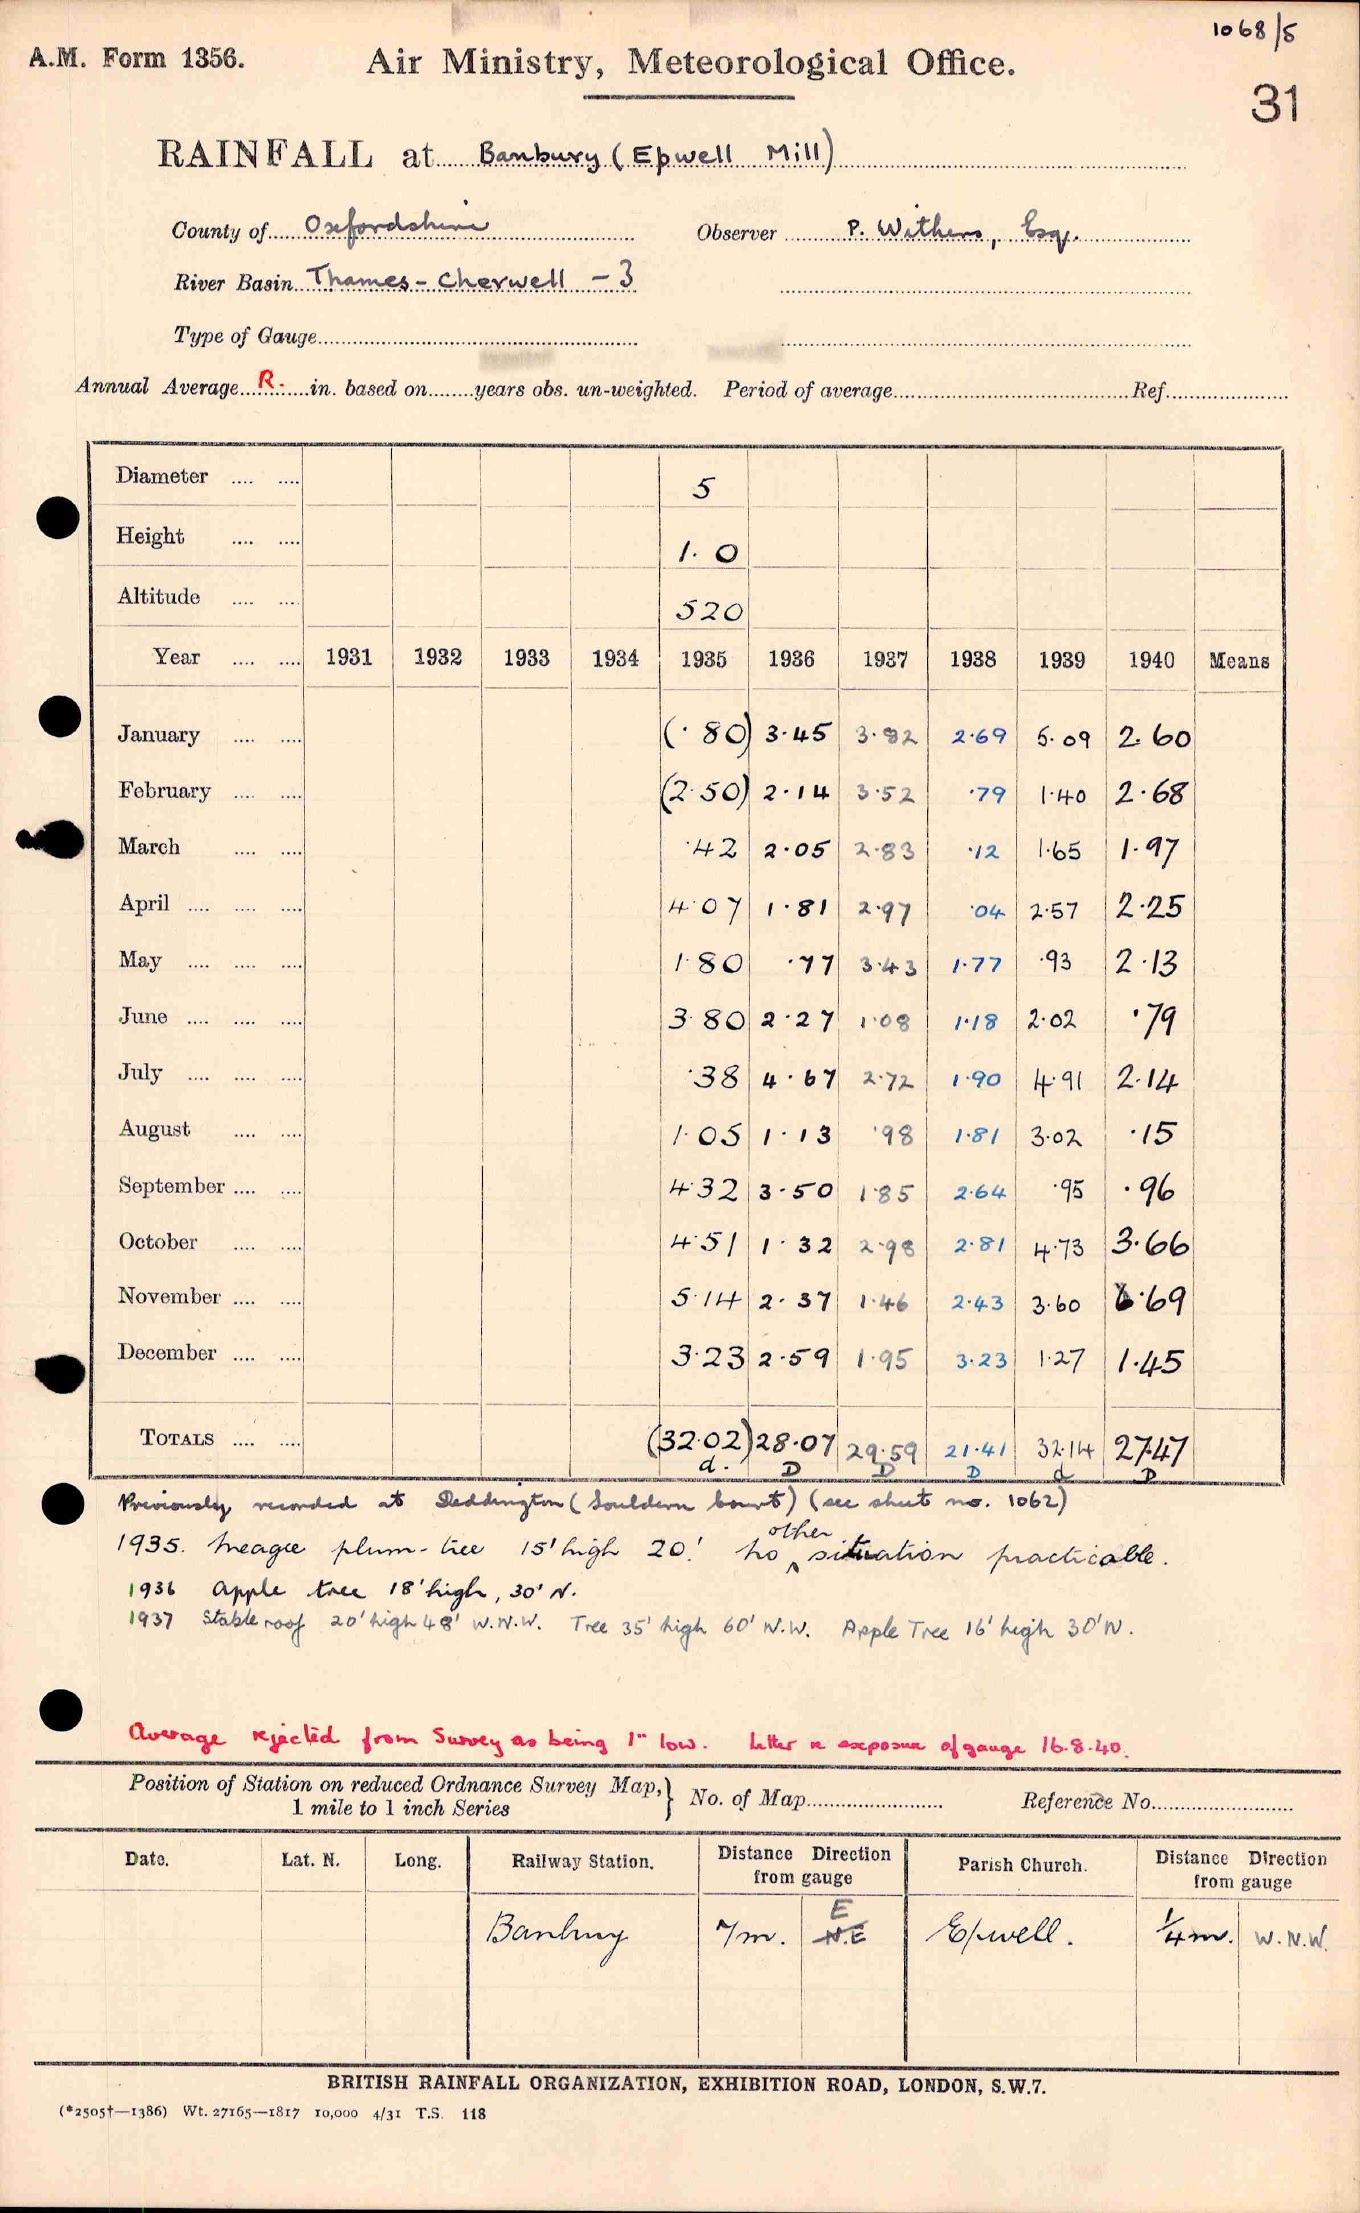 1068/5
A.M. Form 1356. Air Ministry, Meteorological Office.
31
RAINFALL at Banbury (Epwell Mill)
County of Oxfordshire Observer P. Withers, Esq.
River Basin Thames - Cherwell - 3
Type of Gauge
Annual Average R. in. based on years obs. un-weighted. Period of average Ref.
Diameter 5
Height 1.0
Altitude 520
Year 1931 1932 1933 1934 1935 1936 1937 1938 1939 1940 Means
January (·80) 3·45 3·82 2·69 5·09 2·60
February (2·50) 2·14 3·52 ·79 1·40 2·68
March ·42 2·05 2·83 ·12 1·65 1·97
April 4·07 1·81 2·97 ·04 2·57 2·25
May 1·80 ·77 3·43 1·77 ·93 2·13
June 3·80 2·27 1·08 1·18 2·02 ·79
July ·38 4·67 2·72 1·90 4·91 2·14
August 1·05 1·13 ·98 1·81 3·02 ·15
September 4·32 3·50 1·85 2·64 ·95 ·96
October 4·51 1·32 2·98 2·81 4·73 3·66
November 5·14 2·37 1·46 2·43 3·60 6·69
December 3·23 2·59 1·95 3·23 1·27 1·45
TOTALS (32·02) 28·07 29·59 21·41 32·14 27·47
d. D D D d D
Previously recorded at Deddington (Souldern Court) (see sheet no. 1062)
1935. Meagre plum-tree 15' high 20'. No other situation practicable.
1936 Apple tree 18' high, 30' N.
1937 Stable roof 20' high 48' W.N.W. Tree 35' high 60' N.W. Apple Tree 16' high 30' N.
Average rejected from Survey as being 1" low. Letter re exposure of gauge 16.8.40.
Position of Station on reduced Ordnance Survey Map, 1 mile to 1 inch Series } No. of Map Reference No.
Date. Lat. N. Long. Railway Station. Distance Direction from gauge Parish Church. Distance Direction from gauge
Banbury 7m. N.E E Epwell. 1/4 m. W.N.W.
BRITISH RAINFALL ORGANIZATION, EXHIBITION ROAD, LONDON, S.W.7.
(*2505†—1386) Wt. 27165—1817 10,000 4/31 T.S. 118